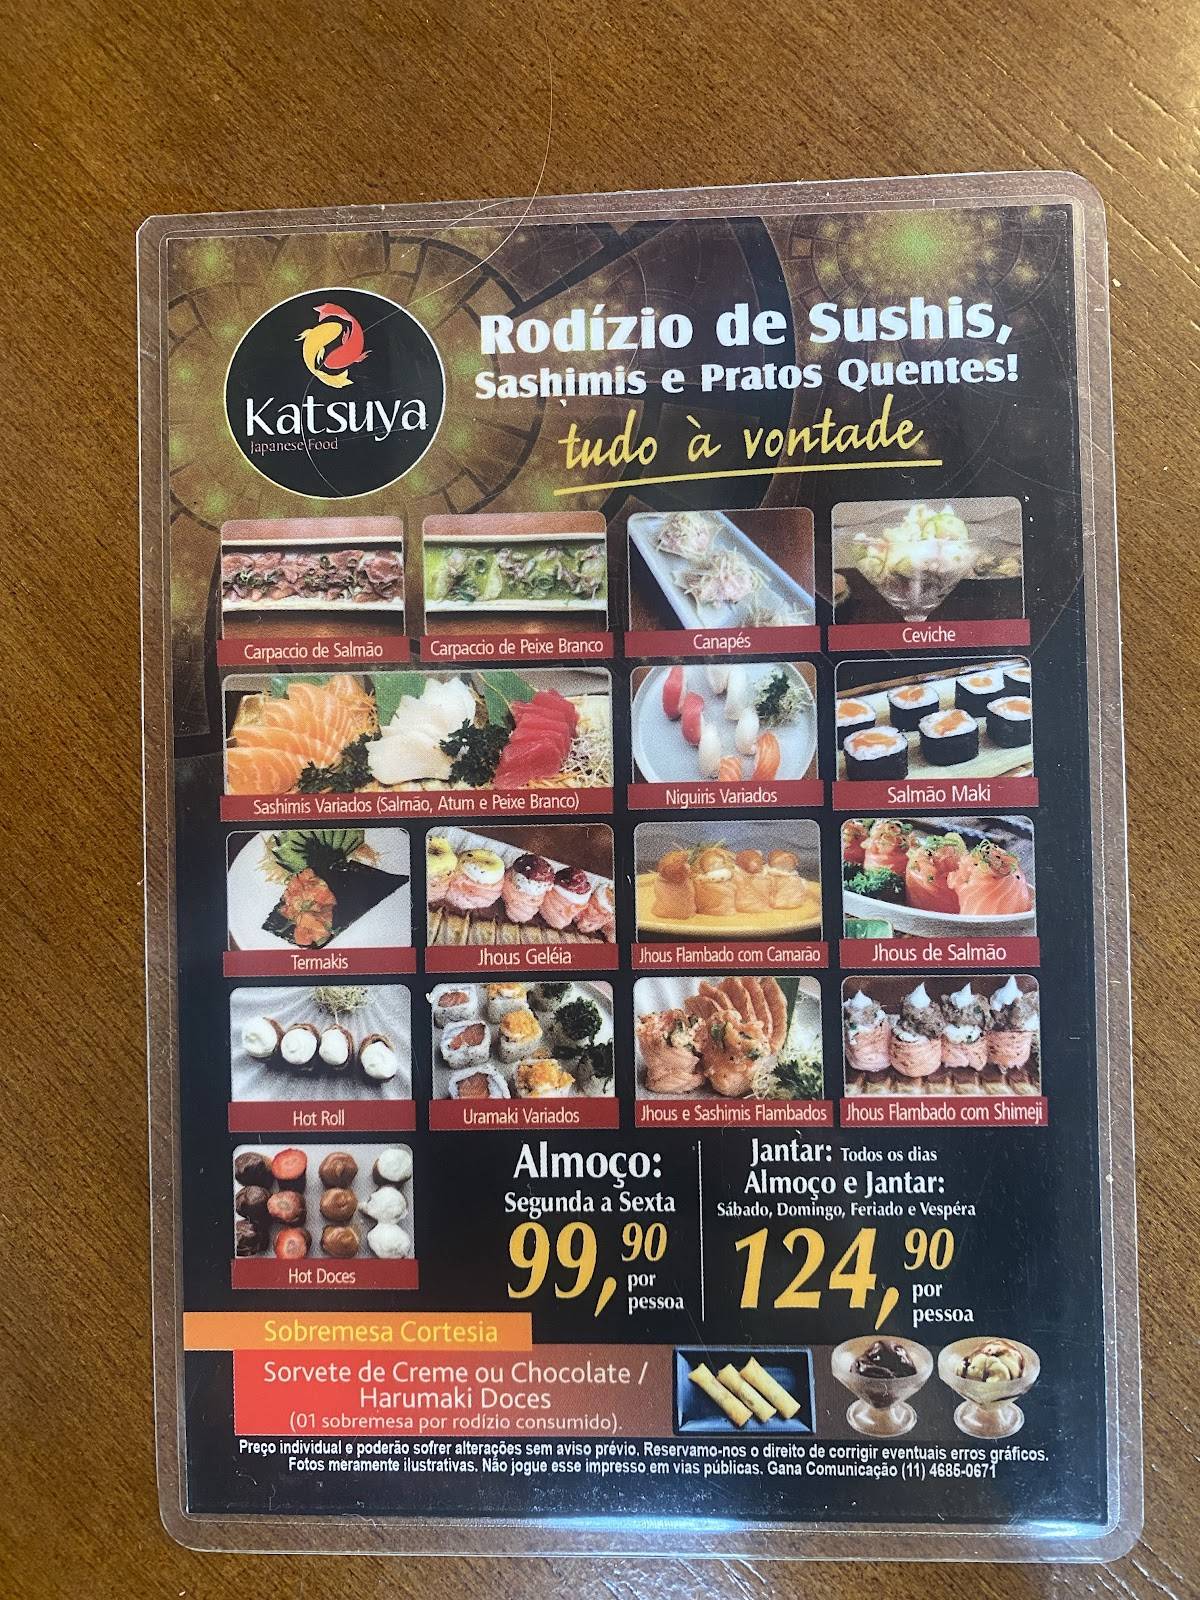 Katsuya
Japanese Food
Rodízio de Sushis,
Sashimis e Pratos Quentes!
tudo à vontade
Carpaccio de Salmão
Carpaccio de Peixe Branco
Canapés
Ceviche
Sashimis Variados (Salmão, Atum e Peixe Branco)
Niguiris Variados
Salmão Maki
Termakis
Jhous Geléia
Jhous Flambado com Camarão
Jhous de Salmão
Hot Roll
Uramaki Variados
Jhous e Sashimis Flambados
Jhous Flambado com Shimeji
Hot Doces
Almoço:
Segunda a Sexta
99,90
por
pessoa
Jantar: Todos os dias
Almoço e Jantar:
Sábado, Domingo, Feriado e Vespéra
124,90
por
pessoa
Sobremesa Cortesia
Sorvete de Creme ou Chocolate /
Harumaki Doces
(01 sobremesa por rodízio consumido).
Preço individual e poderão sofrer alterações sem aviso prévio. Reservamo-nos o direito de corrigir eventuais erros gráficos.
Fotos meramente ilustrativas. Não jogue esse impresso em vias públicas. Gana Comunicação (11) 4685-0671